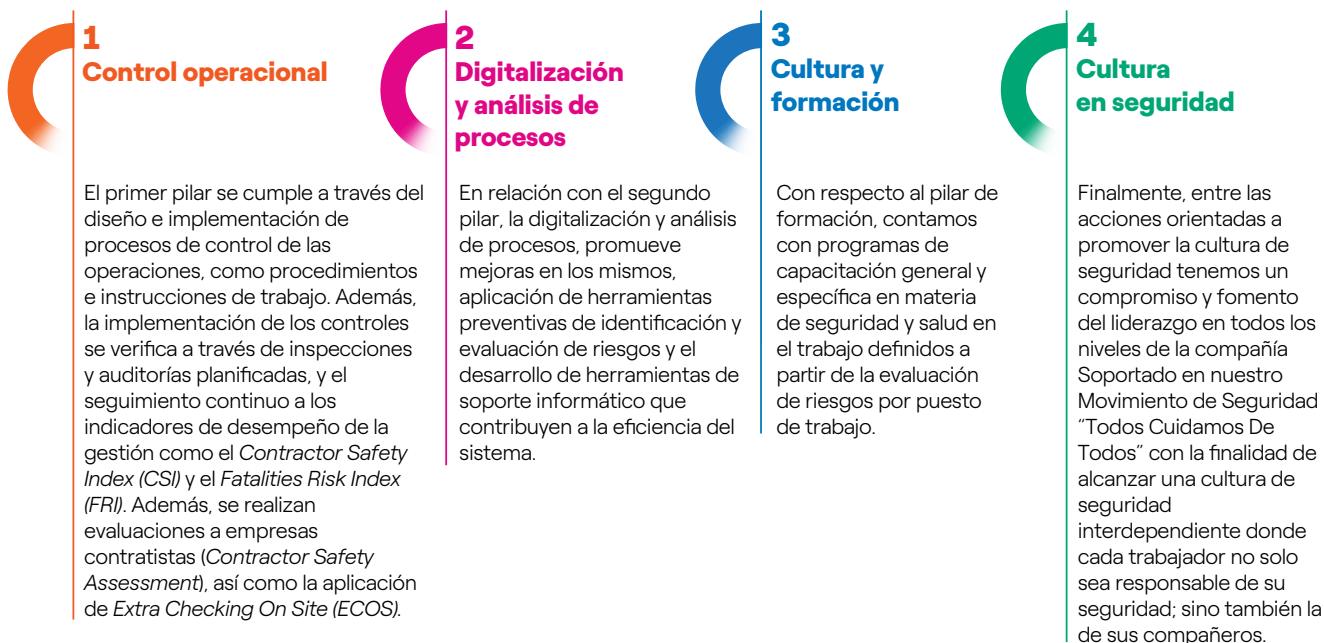 1
Control operacional
El primer pilar se cumple a través del
diseño e implementación de
procesos de control de las
operaciones, como procedimientos
e instrucciones de trabajo. Además,
la implementación de los controles
se verifica a través de inspecciones
y auditorías planificadas, y el
seguimiento continuo a los
indicadores de desempeño de la
gestión como el Contractor Safety
Index (CSI) y el Fatalities Risk Index
(FRI). Además, se realizan
evaluaciones a empresas
contratistas (Contractor Safety
Assessment), así como la aplicación
de Extra Checking On Site (ECOS).
2
Digitalización
y análisis de
procesos
En relación con el segundo
pilar, la digitalización y análisis
de procesos, promueve
mejoras en los mismos,
aplicación de herramientas
preventivas de identificación y
evaluación de riesgos y el
desarrollo de herramientas de
soporte informático que
contribuyen a la eficiencia del
sistema.
3
Cultura y
formación
Con respecto al pilar de
formación, contamos
con programas de
capacitación general y
específica en materia
de seguridad y salud en
el trabajo definidos a
partir de la evaluación
de riesgos por puesto
de trabajo.
4
Cultura
en seguridad
Finalmente, entre las
acciones orientadas a
promover la cultura de
seguridad tenemos un
compromiso y fomento
del liderazgo en todos los
niveles de la compañía
Soportado en nuestro
Movimiento de Seguridad
“Todos Cuidamos De
Todos” con la finalidad de
alcanzar una cultura de
seguridad
interdependiente donde
cada trabajador no solo
sea responsable de su
seguridad; sino también la
de sus compañeros.